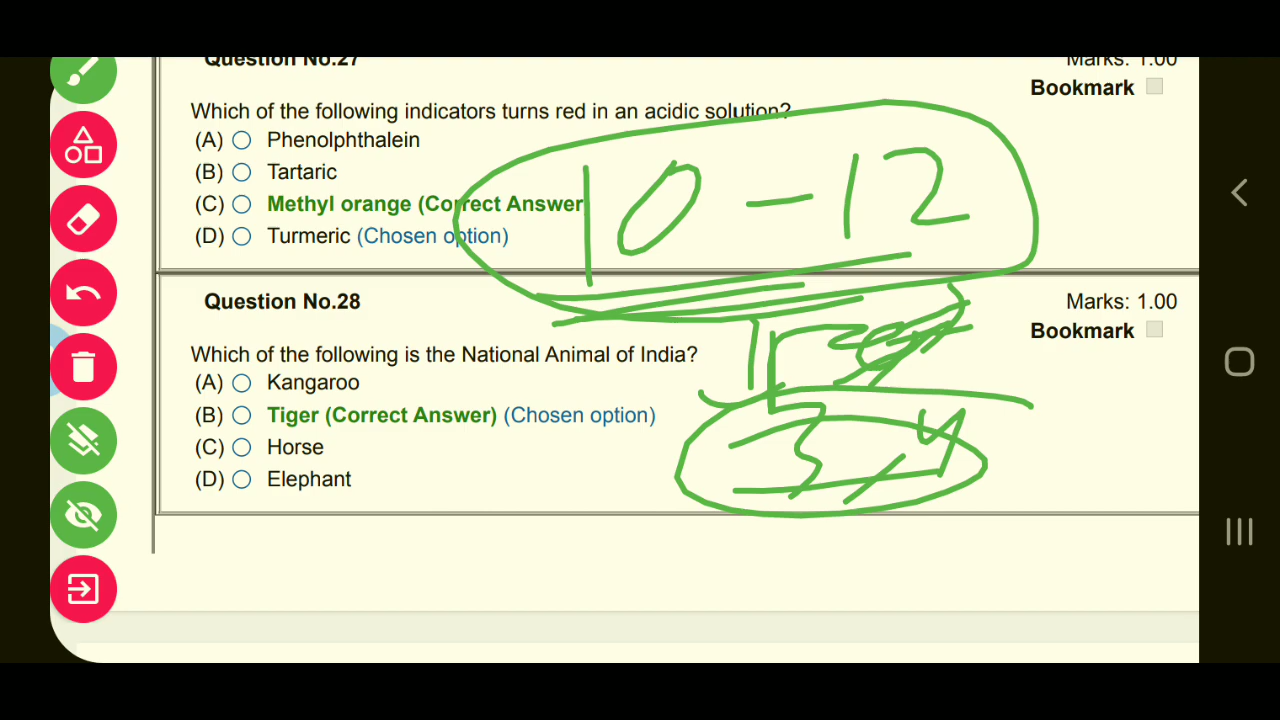 Question No.27 Marks: 1.00
Bookmark
Which of the following indicators turns red in an acidic solution?
(A) Phenolphthalein
(B) Tartaric
(C) Methyl orange (Correct Answer
(D) Turmeric (Chosen option)
10-12
Question No.28 Marks: 1.00
Bookmark
Which of the following is the National Animal of India?
(A) Kangaroo
(B) Tiger (Correct Answer) (Chosen option)
(C) Horse
(D) Elephant
3,4